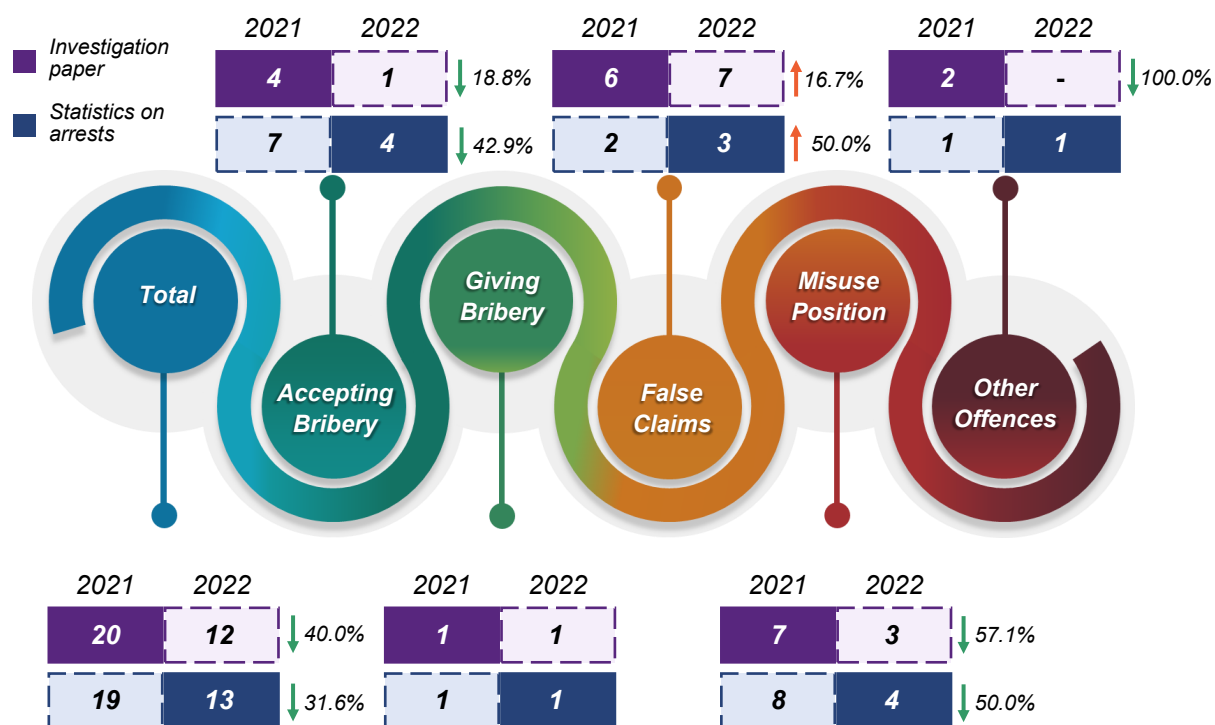 Investigation
paper
Statistics on
arrests
2021 2022
4 1 18.8%
7 4 42.9%
2021 2022
6 7 16.7%
2 3 50.0%
2021 2022
2 - 100.0%
1 1
Total
Accepting
Bribery
Giving
Bribery
False
Claims
Misuse
Position
Other
Offences
2021 2022
20 12 40.0%
19 13 31.6%
2021 2022
1 1
1 1
2021 2022
7 3 57.1%
8 4 50.0%